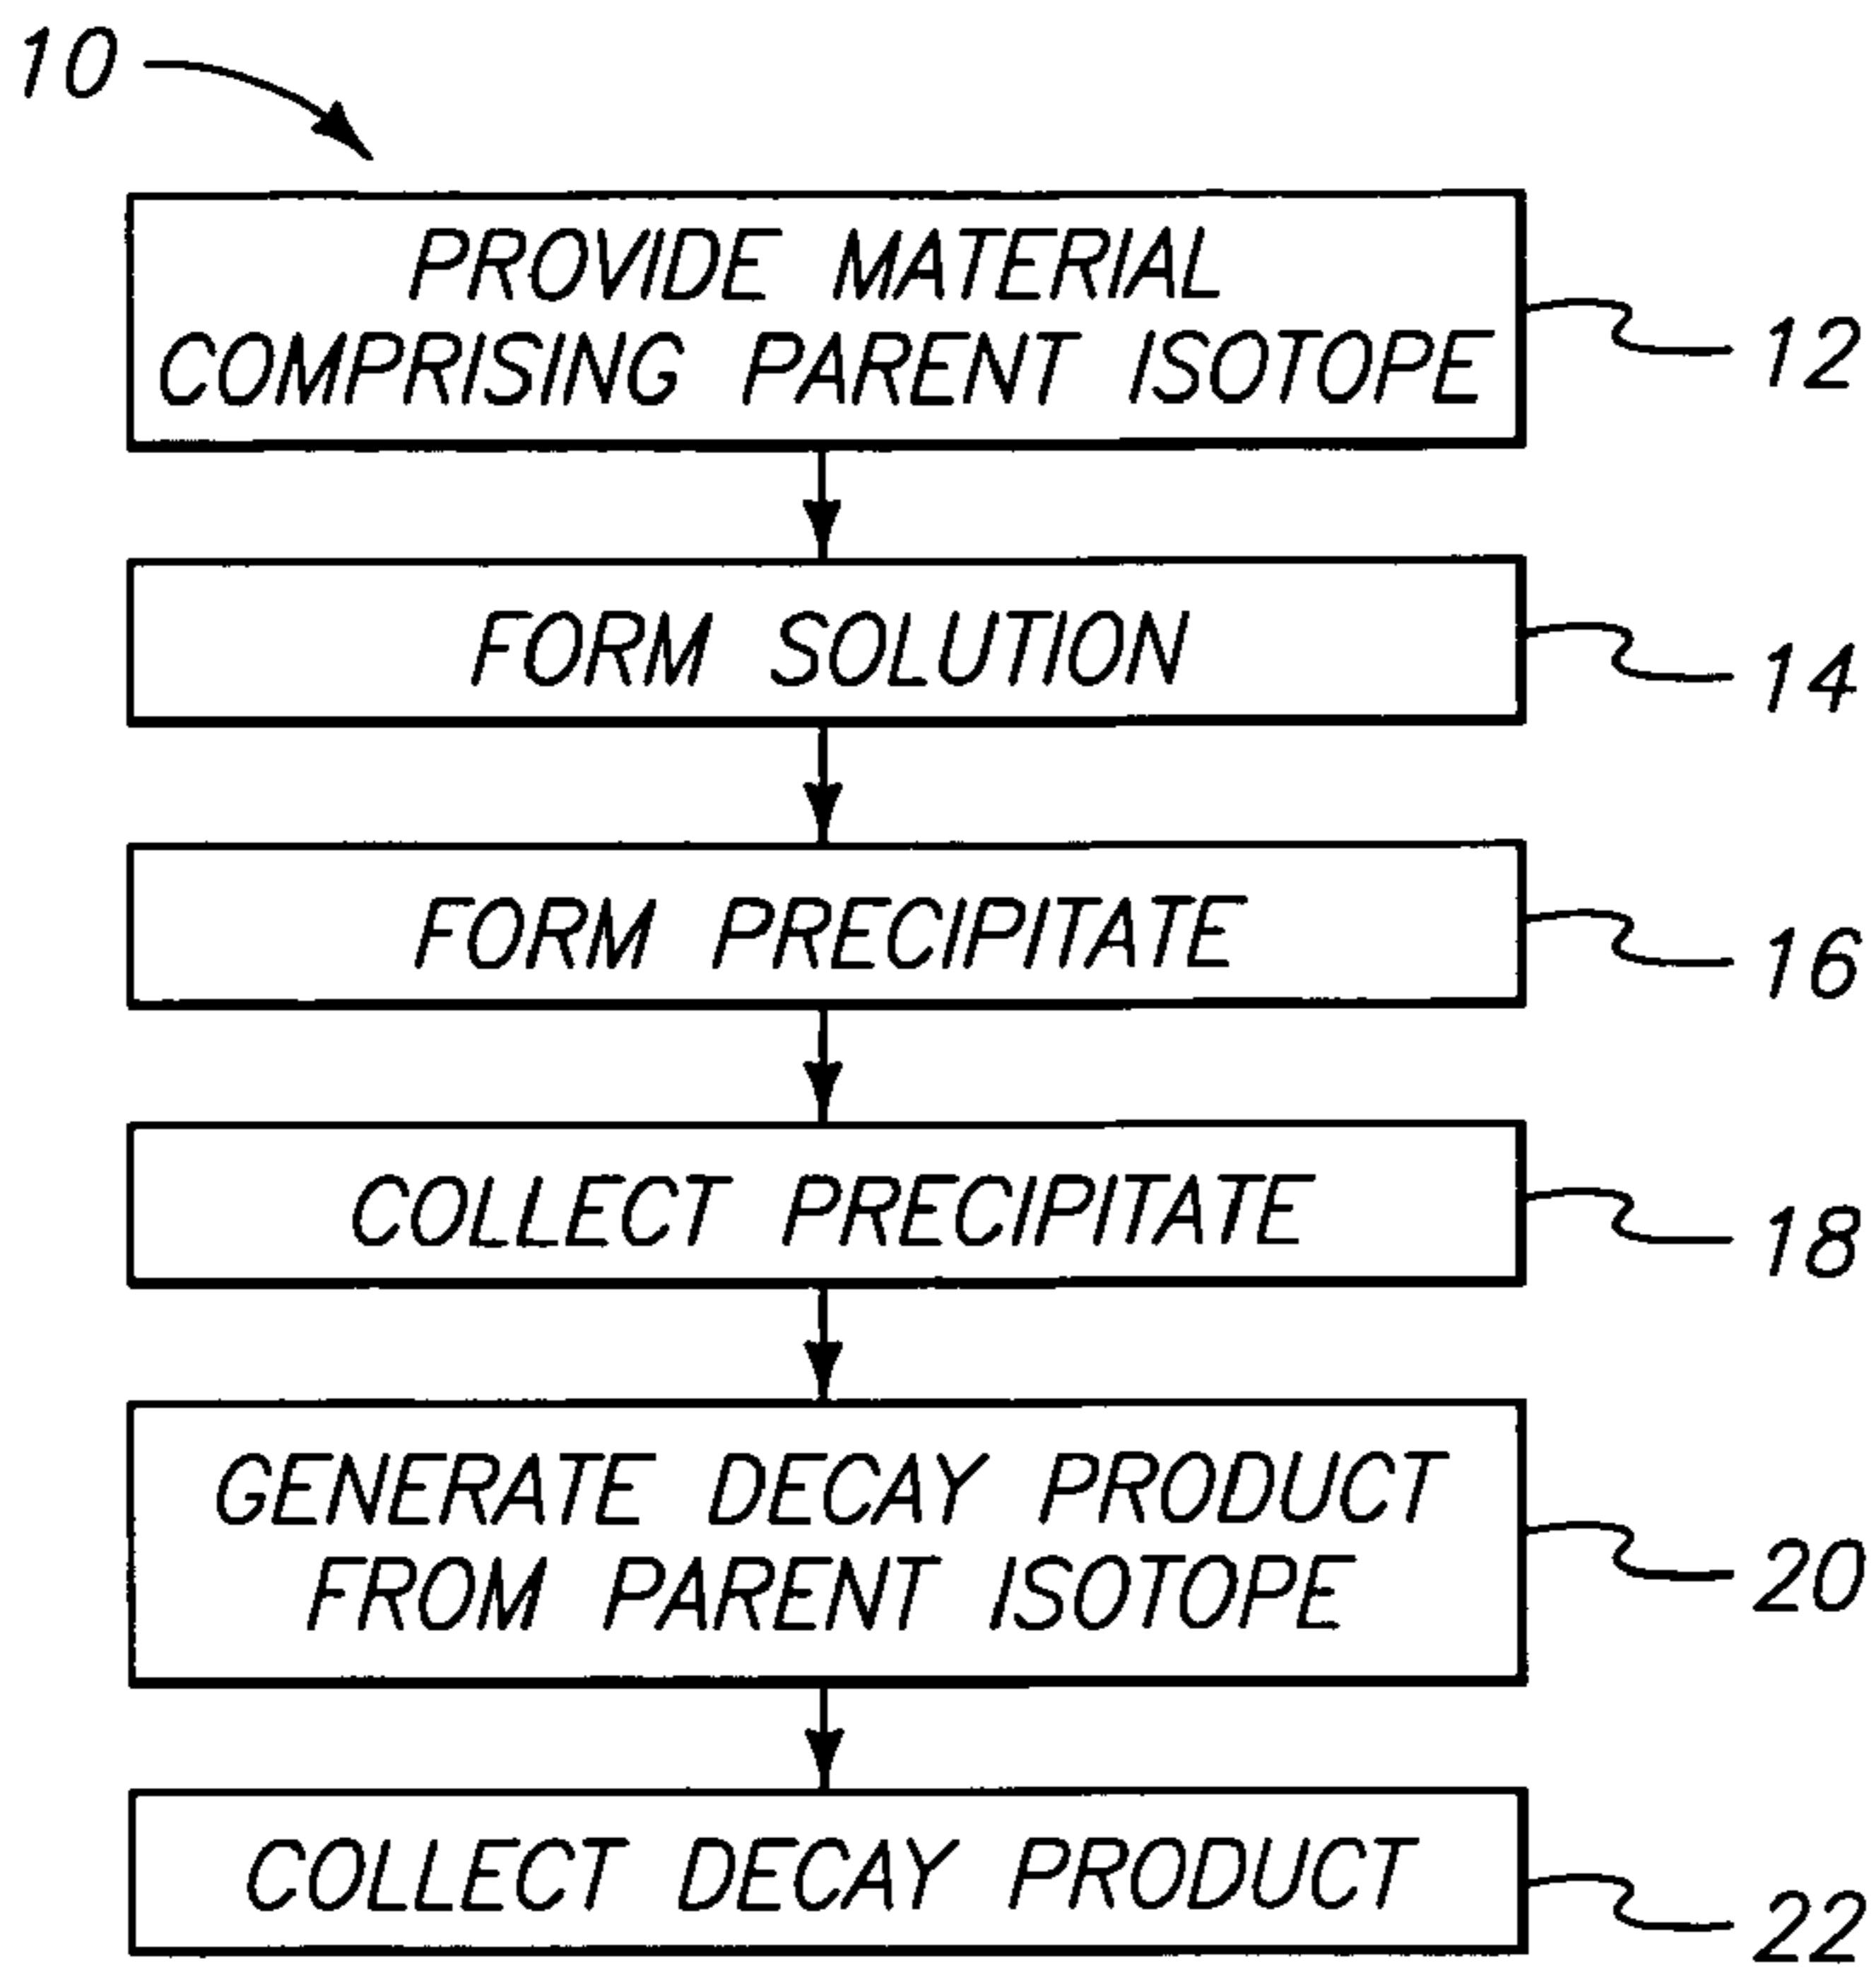 10
PROVIDE MATERIAL
COMPRISING PARENT ISOTOPE
12
FORM SOLUTION
14
FORM PRECIPITATE
16
COLLECT PRECIPITATE
18
GENERATE DECAY PRODUCT
FROM PARENT ISOTOPE
20
COLLECT DECAY PRODUCT
22